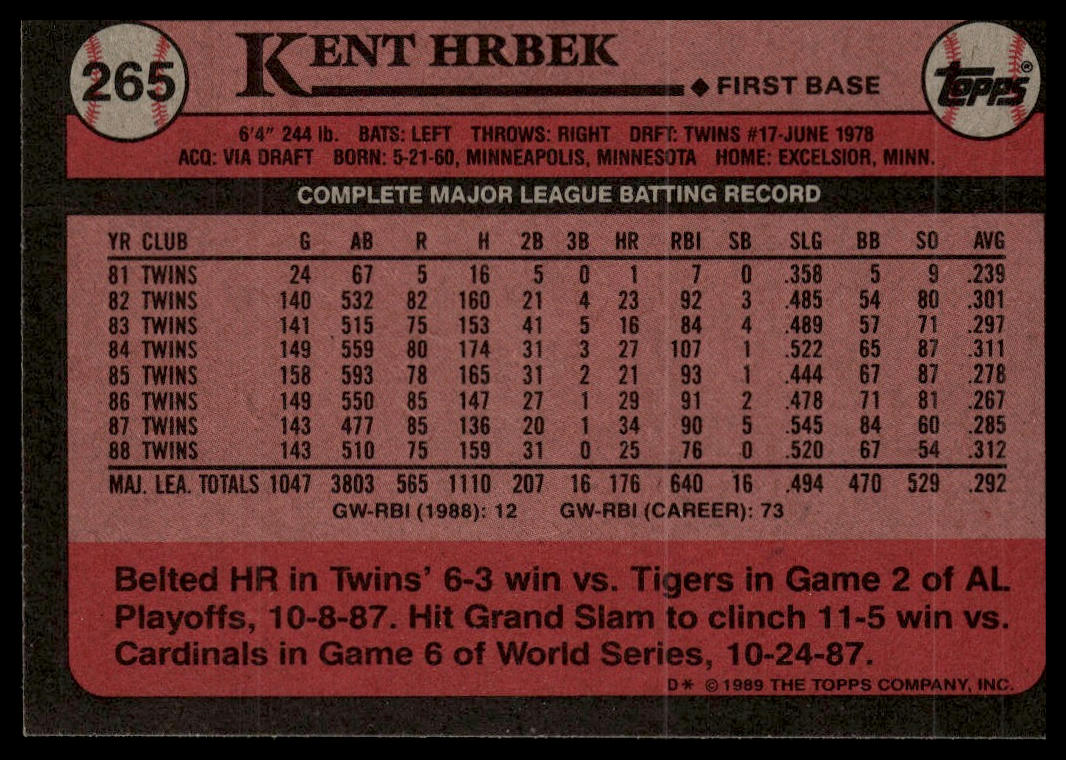 265
KENT HRBEK
◆ FIRST BASE
TOPPS®
6'4" 244 lb. BATS: LEFT THROWS: RIGHT DRFT: TWINS #17-JUNE 1978
ACQ: VIA DRAFT BORN: 5-21-60, MINNEAPOLIS, MINNESOTA HOME: EXCELSIOR, MINN.
COMPLETE MAJOR LEAGUE BATTING RECORD
YR CLUB G AB R H 2B 3B HR RBI SB SLG BB SO AVG
81 TWINS 24 67 5 16 5 0 1 7 0 .358 5 9 .239
82 TWINS 140 532 82 160 21 4 23 92 3 .485 54 80 .301
83 TWINS 141 515 75 153 41 5 16 84 4 .489 57 71 .297
84 TWINS 149 559 80 174 31 3 27 107 1 .522 65 87 .311
85 TWINS 158 593 78 165 31 2 21 93 1 .444 67 87 .278
86 TWINS 149 550 85 147 27 1 29 91 2 .478 71 81 .267
87 TWINS 143 477 85 136 20 1 34 90 5 .545 84 60 .285
88 TWINS 143 510 75 159 31 0 25 76 0 .520 67 54 .312
MAJ. LEA. TOTALS 1047 3803 565 1110 207 16 176 640 16 .494 470 529 .292
GW-RBI (1988): 12 GW-RBI (CAREER): 73
Belted HR in Twins' 6-3 win vs. Tigers in Game 2 of AL
Playoffs, 10-8-87. Hit Grand Slam to clinch 11-5 win vs.
Cardinals in Game 6 of World Series, 10-24-87.
D* © 1989 THE TOPPS COMPANY, INC.